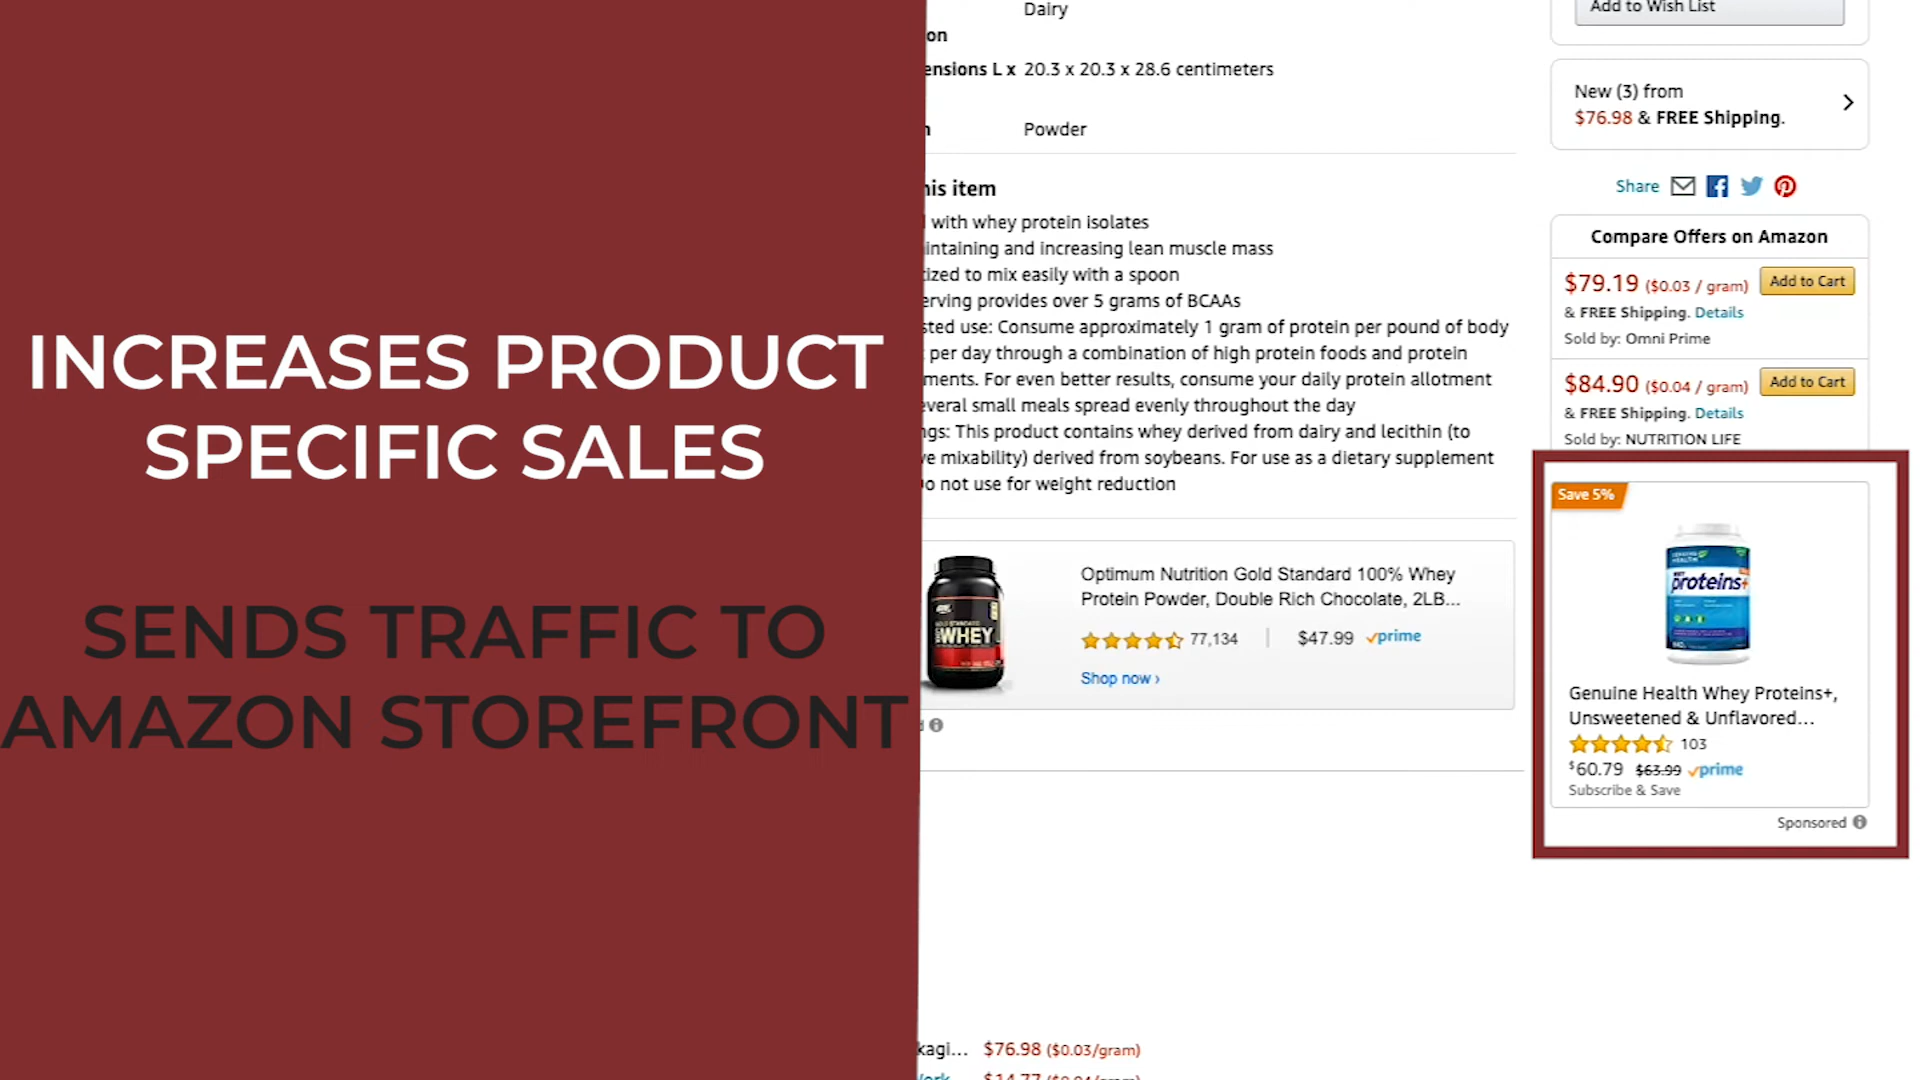 INCREASES PRODUCT
SPECIFIC SALES
SENDS TRAFFIC TO
AMAZON STOREFRONT
Dairy
on
ensions L x 20.3 x 20.3 x 28.6 centimeters
Powder
his item
with whey protein isolates
intaining and increasing lean muscle mass
ized to mix easily with a spoon
erving provides over 5 grams of BCAAs
sted use: Consume approximately 1 gram of protein per pound of body
per day through a combination of high protein foods and protein
ments. For even better results, consume your daily protein allotment
everal small meals spread evenly throughout the day
ngs: This product contains whey derived from dairy and lecithin (to
ve mixability) derived from soybeans. For use as a dietary supplement
o not use for weight reduction
WHEY
Optimum Nutrition Gold Standard 100% Whey
Protein Powder, Double Rich Chocolate, 2LB...
77,134 $47.99 prime
Shop now ›
kagi... $76.98 ($0.03/gram)
Add to Wish List
New (3) from
$76.98 & FREE Shipping.
Share
Compare Offers on Amazon
$79.19 ($0.03 / gram) Add to Cart
& FREE Shipping. Details
Sold by: Omni Prime
$84.90 ($0.04 / gram) Add to Cart
& FREE Shipping. Details
Sold by: NUTRITION LIFE
Save 5%
proteins+
Genuine Health Whey Proteins+,
Unsweetened & Unflavored...
103
$60.79 $63.99 prime
Subscribe & Save
Sponsored